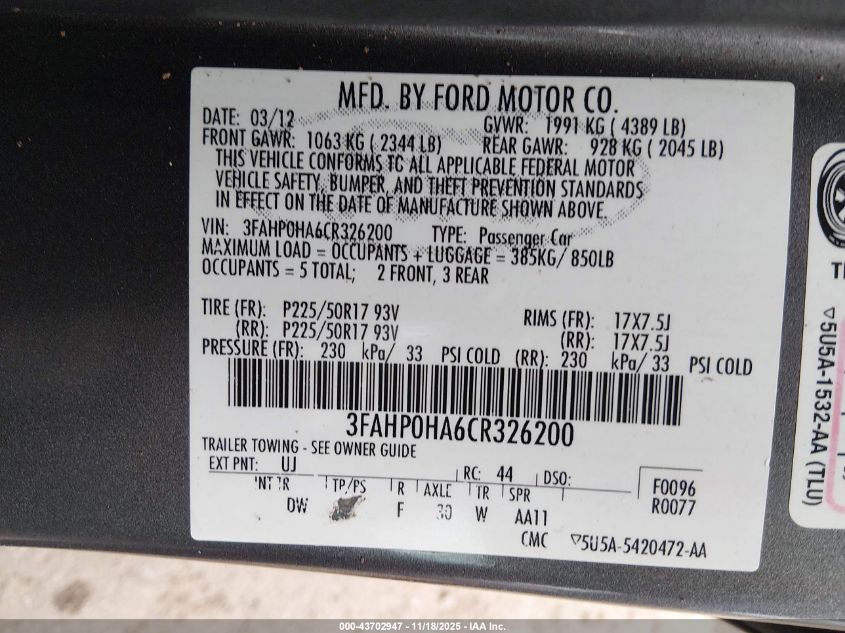 MFD. BY FORD MOTOR CO.
DATE: 03/12 GVWR: 1991 KG ( 4389 LB)
FRONT GAWR: 1063 KG ( 2344 LB) REAR GAWR: 928 KG ( 2045 LB)
THIS VEHICLE CONFORMS TO ALL APPLICABLE FEDERAL MOTOR
VEHICLE SAFETY, BUMPER, AND THEFT PREVENTION STANDARDS
IN EFFECT ON THE DATE OF MANUFACTURE SHOWN ABOVE.
VIN: 3FAHP0HA6CR326200 TYPE: Passenger Car
MAXIMUM LOAD = OCCUPANTS + LUGGAGE = 385KG/ 850LB
OCCUPANTS = 5 TOTAL; 2 FRONT, 3 REAR
TIRE (FR): P225/50R17 93V RIMS (FR): 17X7.5J
(RR): P225/50R17 93V (RR): 17X7.5J
PRESSURE (FR): 230 kPa/ 33 PSI COLD (RR): 230 kPa/ 33 PSI COLD
3FAHP0HA6CR326200
TRAILER TOWING - SEE OWNER GUIDE
EXT PNT: UJ RC: 44 DSO: F0096
TP/PS R AXLE TR SPR R0077
DW F 30 W AA11
CMC ▽5U5A-5420472-AA
▽5U5A-1532-AA (TLU)
000-43702947 - 11/18/2025 - IAA Inc.